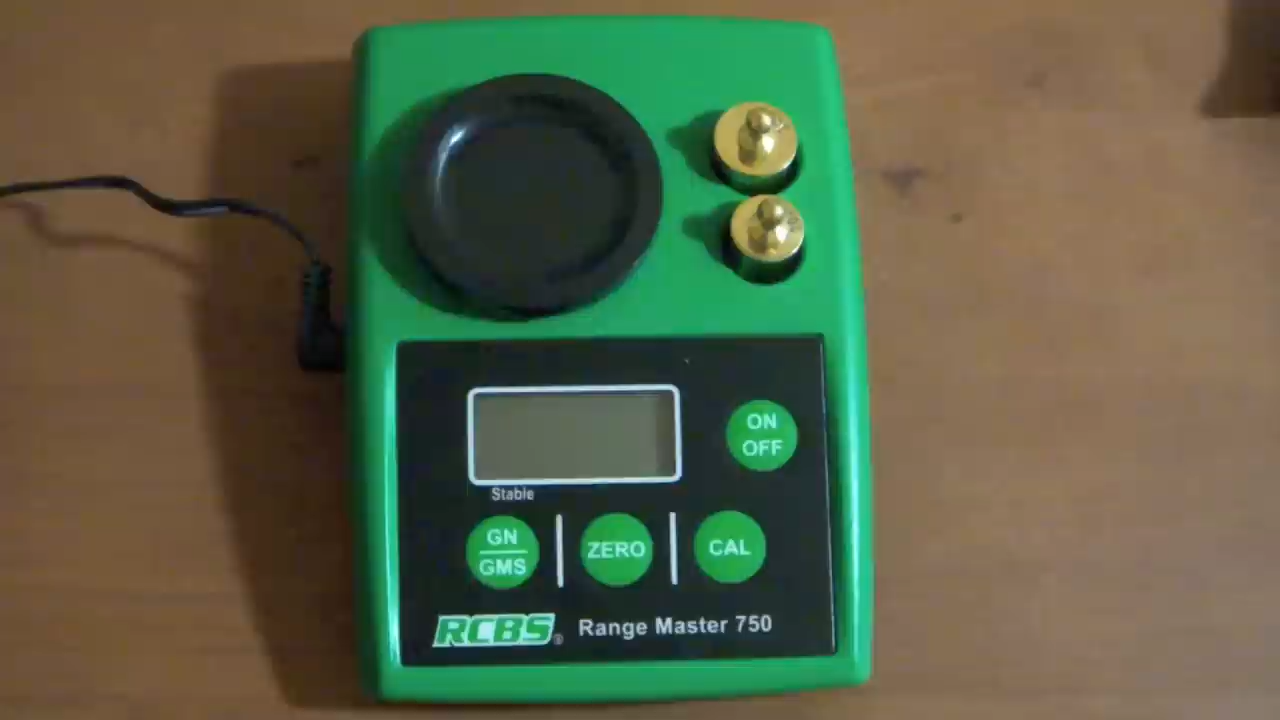 ON
OFF
Stable
GN
GMS
ZERO
CAL
RCBS® Range Master 750